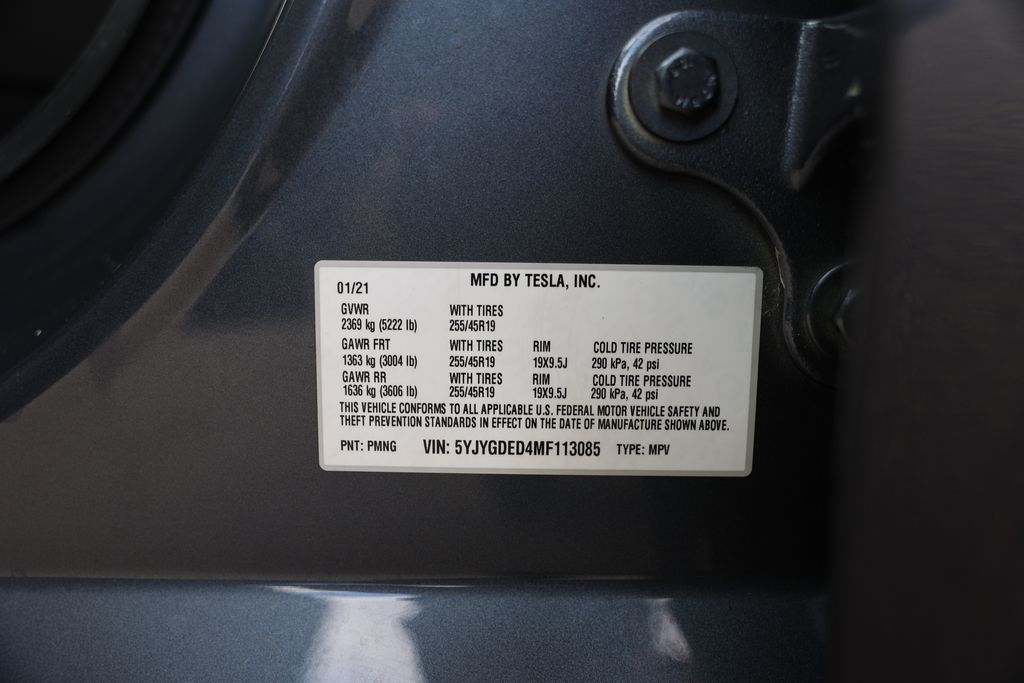 MFD BY TESLA, INC.
01/21
GVWR WITH TIRES
2369 kg (5222 lb) 255/45R19
GAWR FRT WITH TIRES RIM COLD TIRE PRESSURE
1363 kg (3004 lb) 255/45R19 19X9.5J 290 kPa, 42 psi
GAWR RR WITH TIRES RIM COLD TIRE PRESSURE
1636 kg (3606 lb) 255/45R19 19X9.5J 290 kPa, 42 psi
THIS VEHICLE CONFORMS TO ALL APPLICABLE U.S. FEDERAL MOTOR VEHICLE SAFETY AND
THEFT PREVENTION STANDARDS IN EFFECT ON THE DATE OF MANUFACTURE SHOWN ABOVE.
PNT: PMNG VIN: 5YJYGDED4MF113085 TYPE: MPV